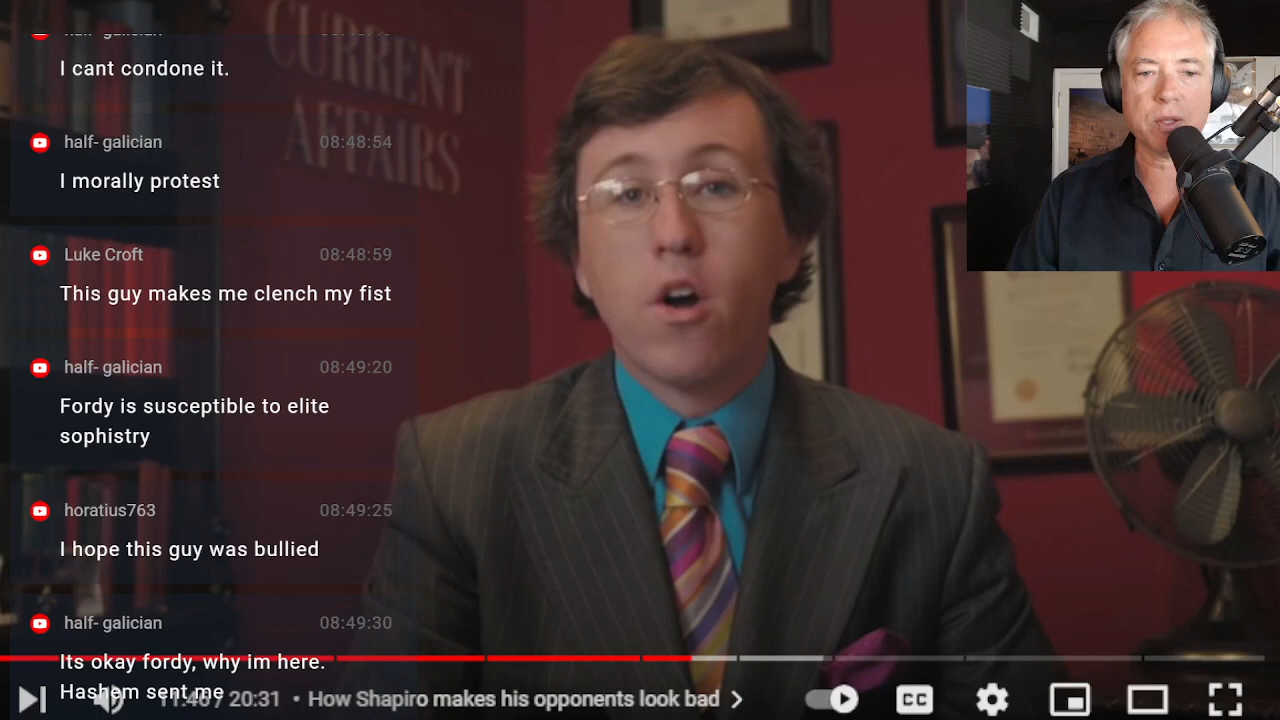 CURRENT
AFFAIRS
I cant condone it.
half- galician 08:48:54
I morally protest
Luke Croft 08:48:59
This guy makes me clench my fist
half- galician 08:49:20
Fordy is susceptible to elite
sophistry
horatius763 08:49:25
I hope this guy was bullied
half- galician 08:49:30
Its okay fordy, why im here.
Hashem sent me
/ 20:31 • How Shapiro makes his opponents look bad
CC